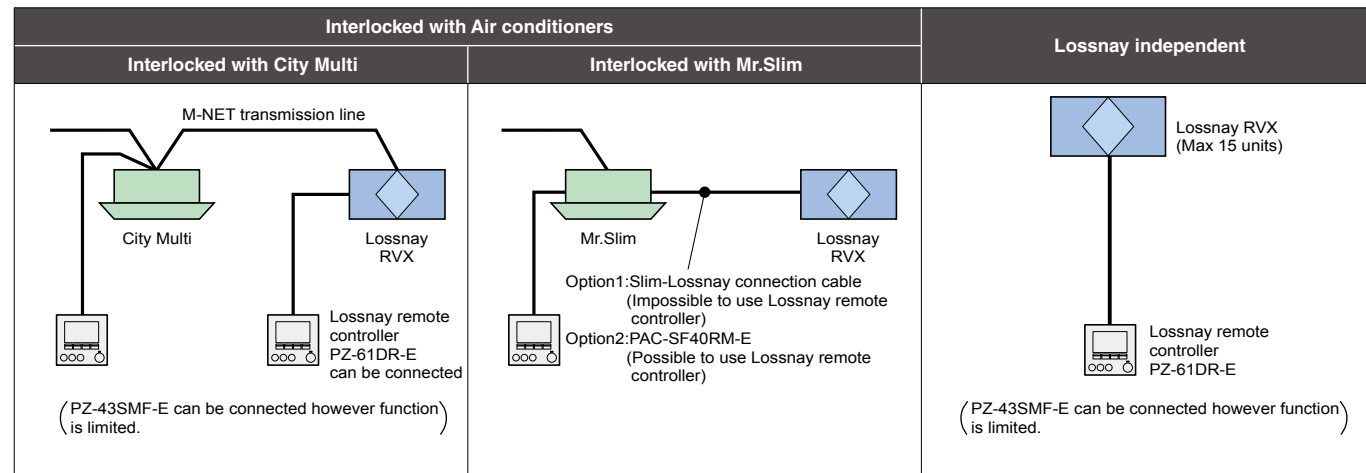 Interlocked with Air conditioners
Lossnay independent
Interlocked with City Multi
Interlocked with Mr.Slim
M-NET transmission line
City Multi
Lossnay
RVX
Lossnay remote
controller
PZ-61DR-E
can be connected
(PZ-43SMF-E can be connected however function
is limited.)
Mr.Slim
Lossnay
RVX
Option1:Slim-Lossnay connection cable
(Impossible to use Lossnay remote
controller)
Option2:PAC-SF40RM-E
(Possible to use Lossnay remote
controller)
Lossnay RVX
(Max 15 units)
Lossnay remote
controller
PZ-61DR-E
(PZ-43SMF-E can be connected however function
is limited.)